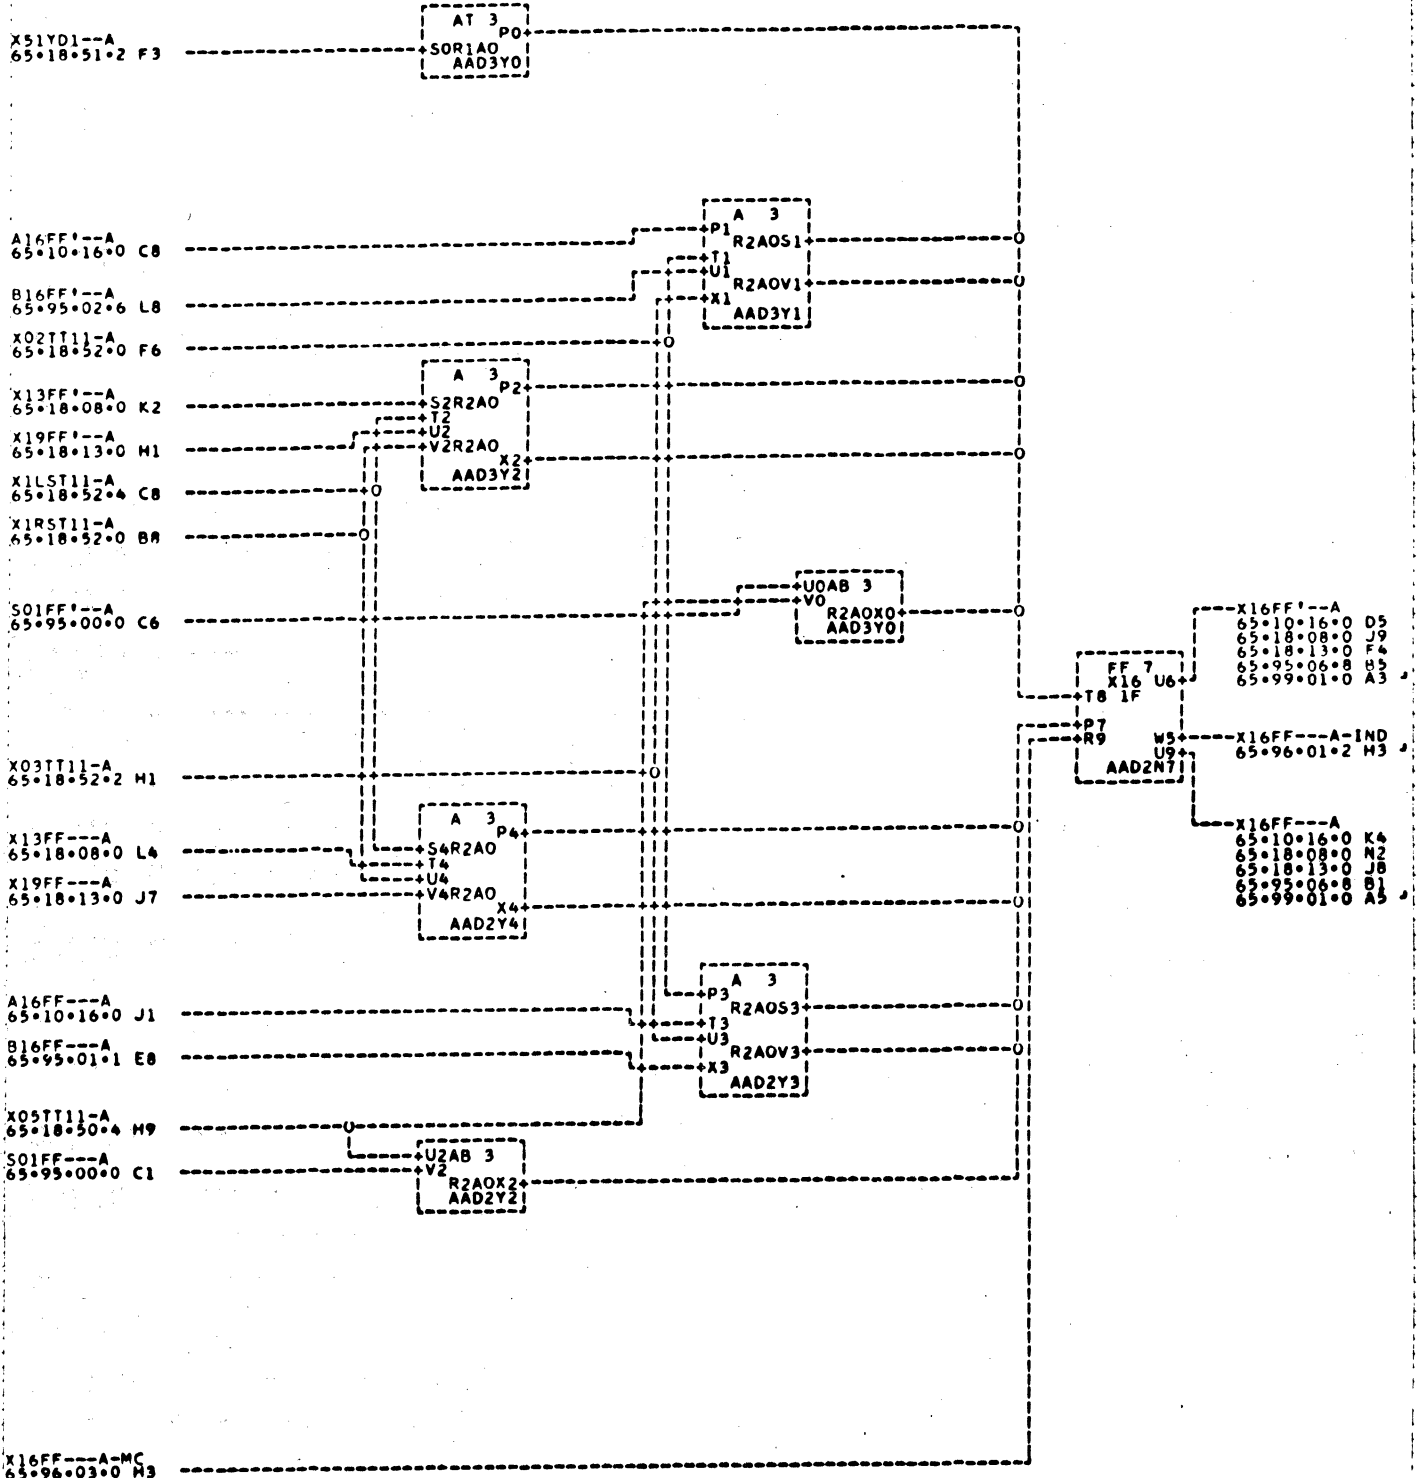 X51YD1--A
65•18•51•2 F3
AT 3
P0
S0R1A0
AAD3Y0
A16FF'--A
65•10•16•0 C8
B16FF'--A
65•95•02•6 L8
X02TT11-A
65•18•52•0 F6
A 3
P1
R2A0S1
T1
U1
R2A0V1
X1
AAD3Y1
X13FF'--A
65•18•08•0 K2
X19FF'--A
65•18•13•0 H1
X1LST11-A
65•18•52•4 C8
X1RST11-A
65•18•52•0 B8
A 3
P2
S2R2A0
T2
U2
V2R2A0
X2
AAD3Y2
S01FF'--A
65•95•00•0 C6
U0AB 3
V0
R2A0X0
AAD3Y0
FF 7
X16 U6
T8 1F
P7
R9 W5
U9
AAD2N7
X16FF'--A
65•10•16•0 D5
65•18•08•0 J9
65•18•13•0 F4
65•95•06•8 B5
65•99•01•0 A3
X16FF---A-IND
65•96•01•2 H3
X16FF---A
65•10•16•0 K4
65•18•08•0 N2
65•18•13•0 J8
65•95•06•8 B1
65•99•01•0 A5
X03TT11-A
65•18•52•2 H1
X13FF---A
65•18•08•0 L4
X19FF---A
65•18•13•0 J7
A 3
P4
S4R2A0
T4
U4
V4R2A0
X4
AAD2Y4
A16FF---A
65•10•16•0 J1
B16FF---A
65•95•01•1 E8
A 3
P3
R2A0S3
T3
U3
R2A0V3
X3
AAD2Y3
X05TT11-A
65•18•50•4 H9
S01FF---A
65•95•00•0 C1
U2AB 3
V2
R2A0X2
AAD2Y2
X16FF---A-MC
65•96•03•0 H3